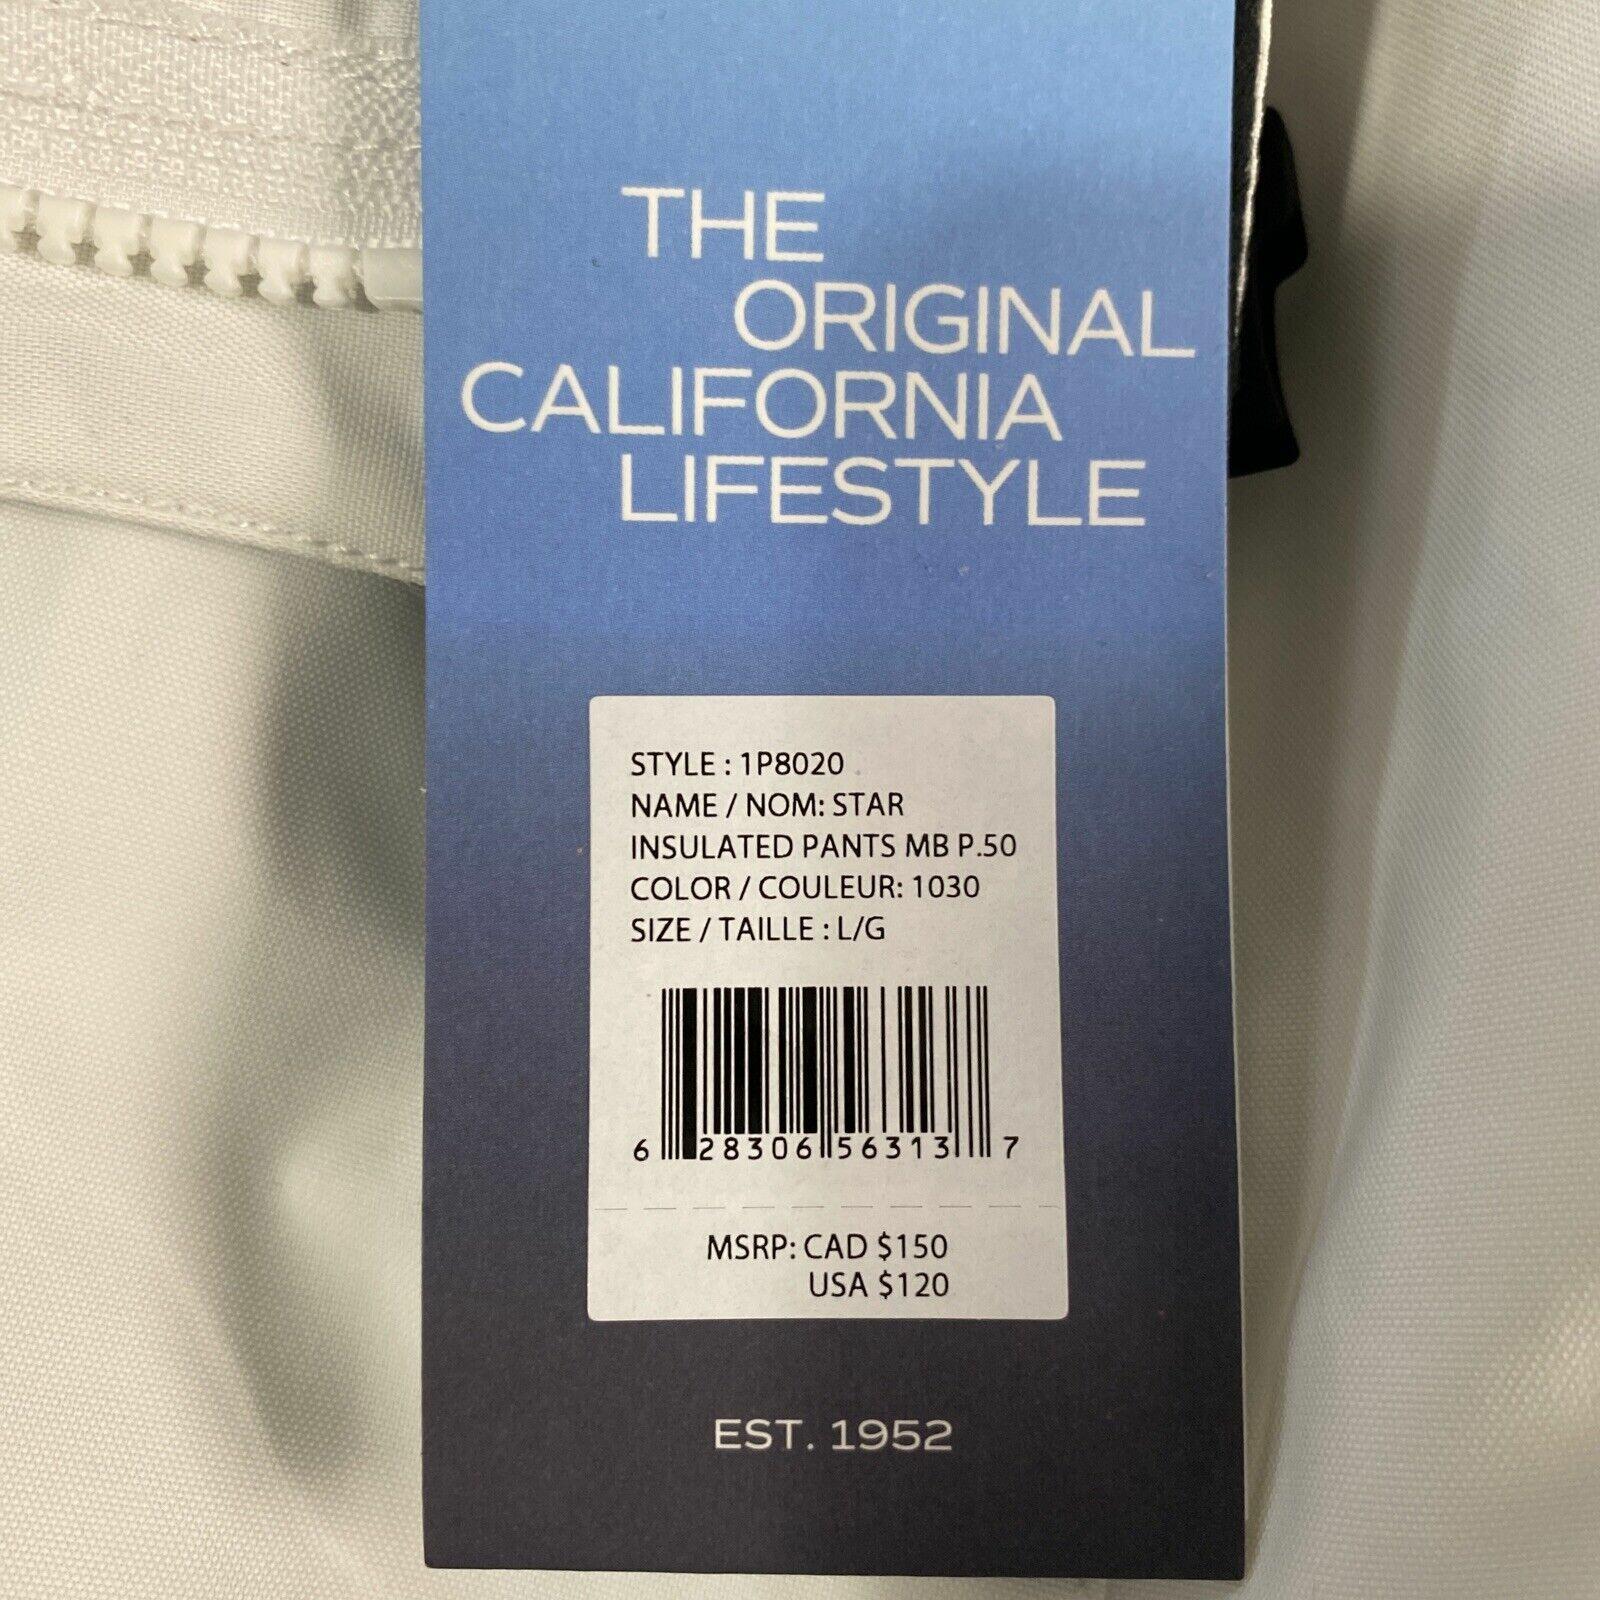 THE
ORIGINAL
CALIFORNIA
LIFESTYLE
STYLE : 1P8020
NAME / NOM: STAR
INSULATED PANTS MB P.50
COLOR / COULEUR: 1030
SIZE / TAILLE : L/G
6 28306 56313 7
MSRP: CAD $150
USA $120
EST. 1952